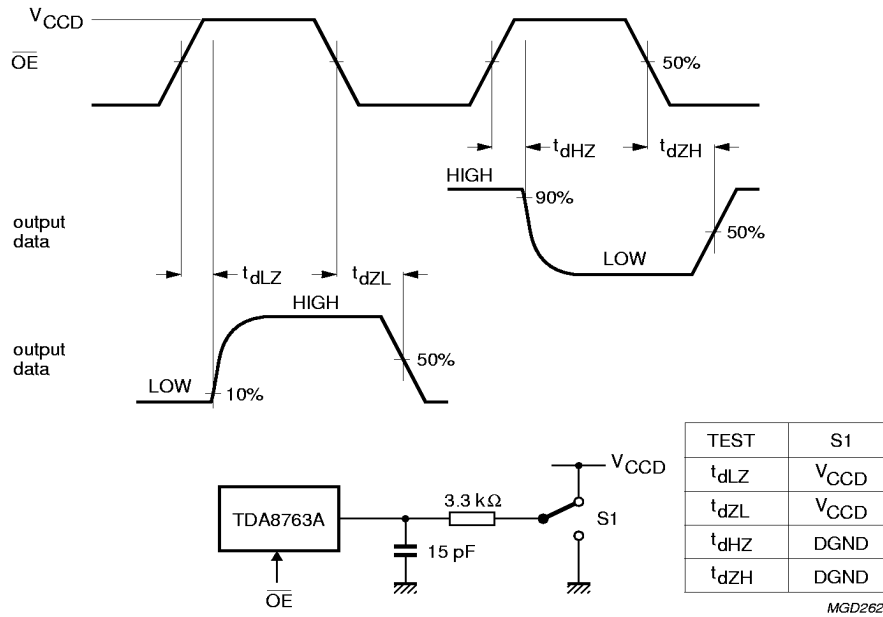 VCCD
OE
50%
tdHZ
tdZH
HIGH
90%
output
data
50%
LOW
tdLZ
tdZL
HIGH
output
data
50%
LOW
10%
VCCD
3.3 kΩ
S1
TDA8763A
15 pF
OE
TEST S1
tdLZ VCCD
tdZL VCCD
tdHZ DGND
tdZH DGND
MGD262